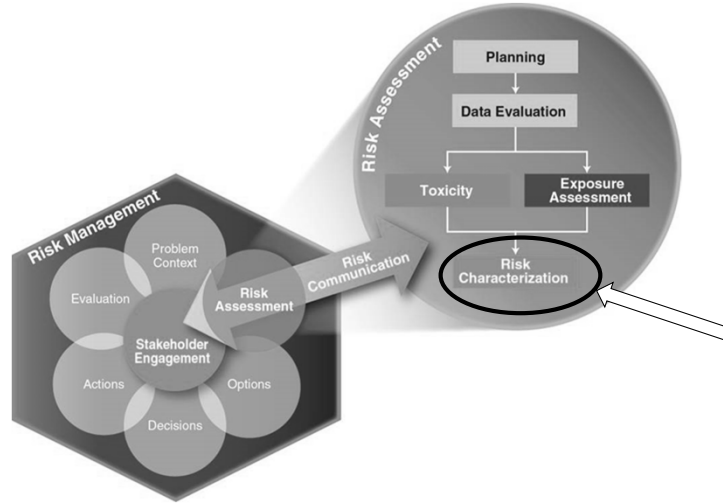 Risk Assessment
Planning
Data Evaluation
Toxicity
Exposure
Assessment
Risk
Characterization
Risk
Communication
Risk Management
Problem
Context
Evaluation
Risk
Assessment
Stakeholder
Engagement
Actions
Options
Decisions